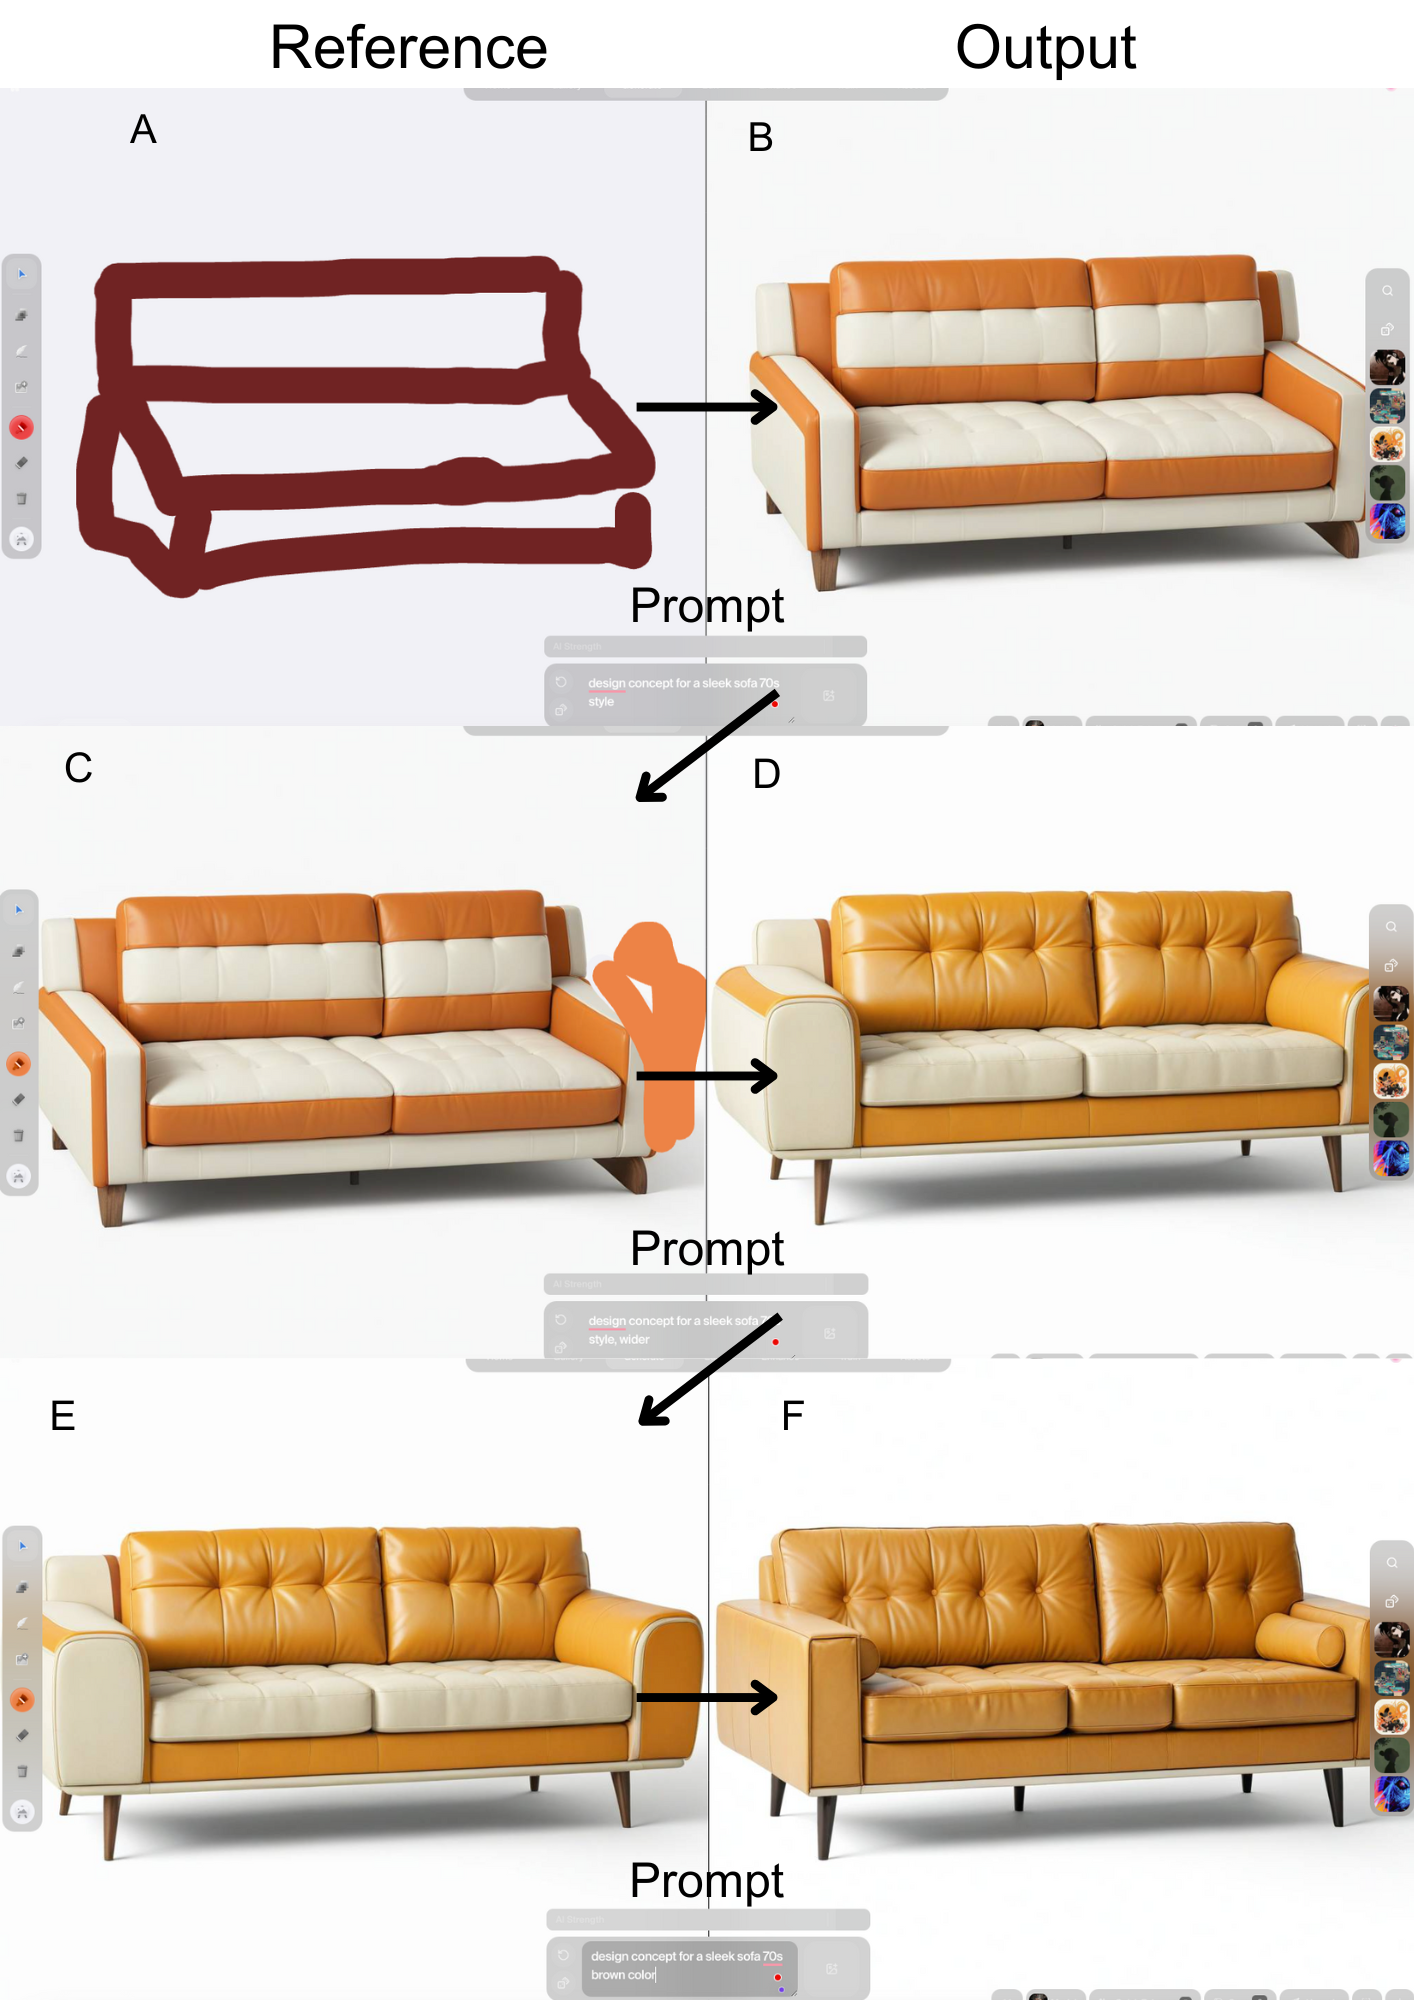 Reference
Output
A
B
Prompt
AI Strength
design concept for a sleek sofa 70s
style
C
D
Prompt
AI Strength
design concept for a sleek sofa
style, wider
E
F
Prompt
AI Strength
design concept for a sleek sofa 70s
brown color